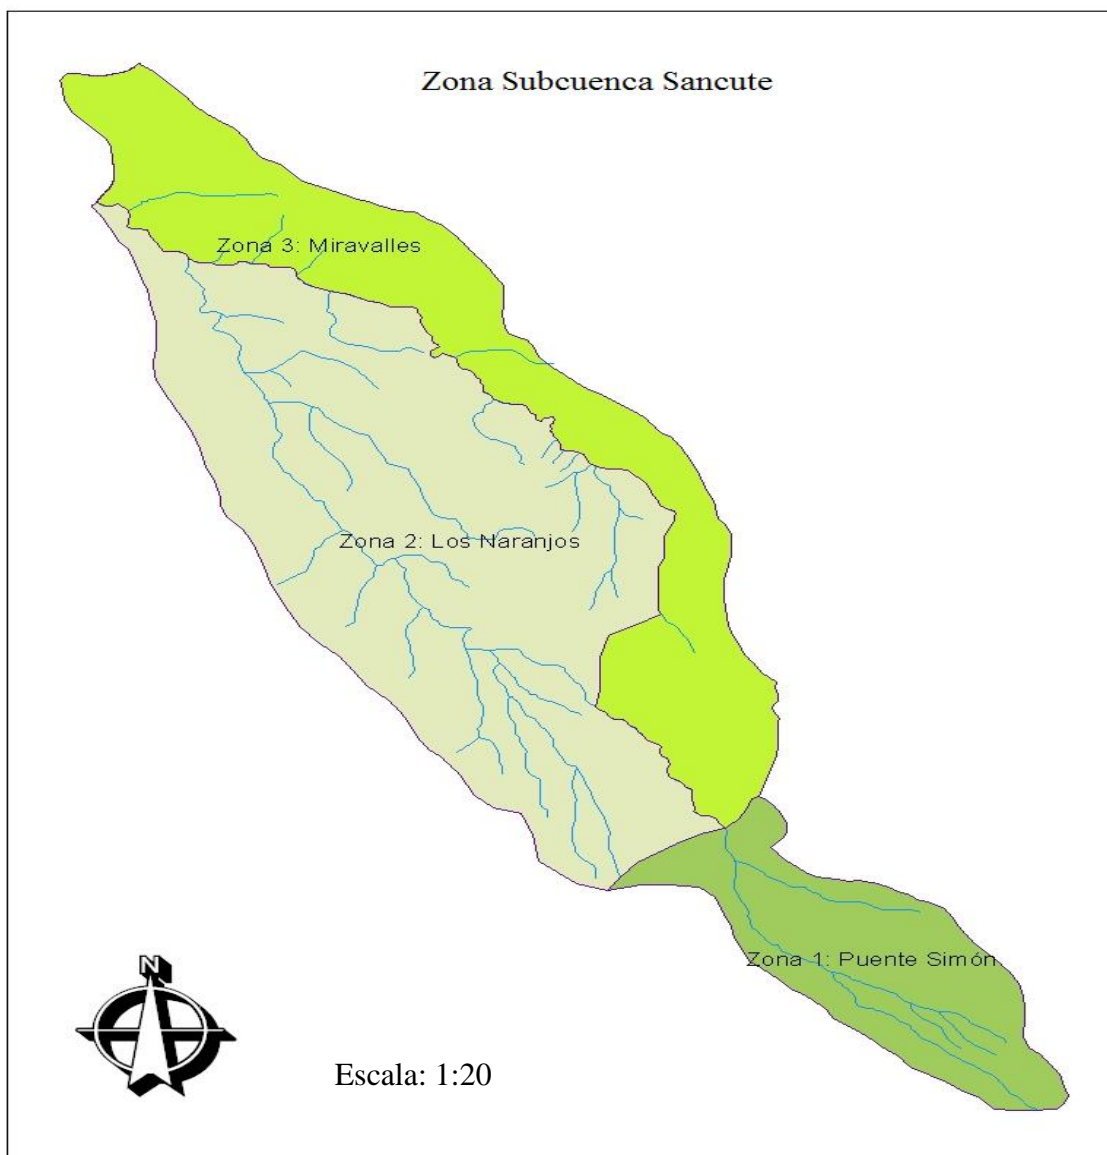 Zona Subcuenca Sancute
Zona 3: Miravalles
Zona 2: Los Naranjos
Zona 1: Puente Simón
N
Escala: 1:20